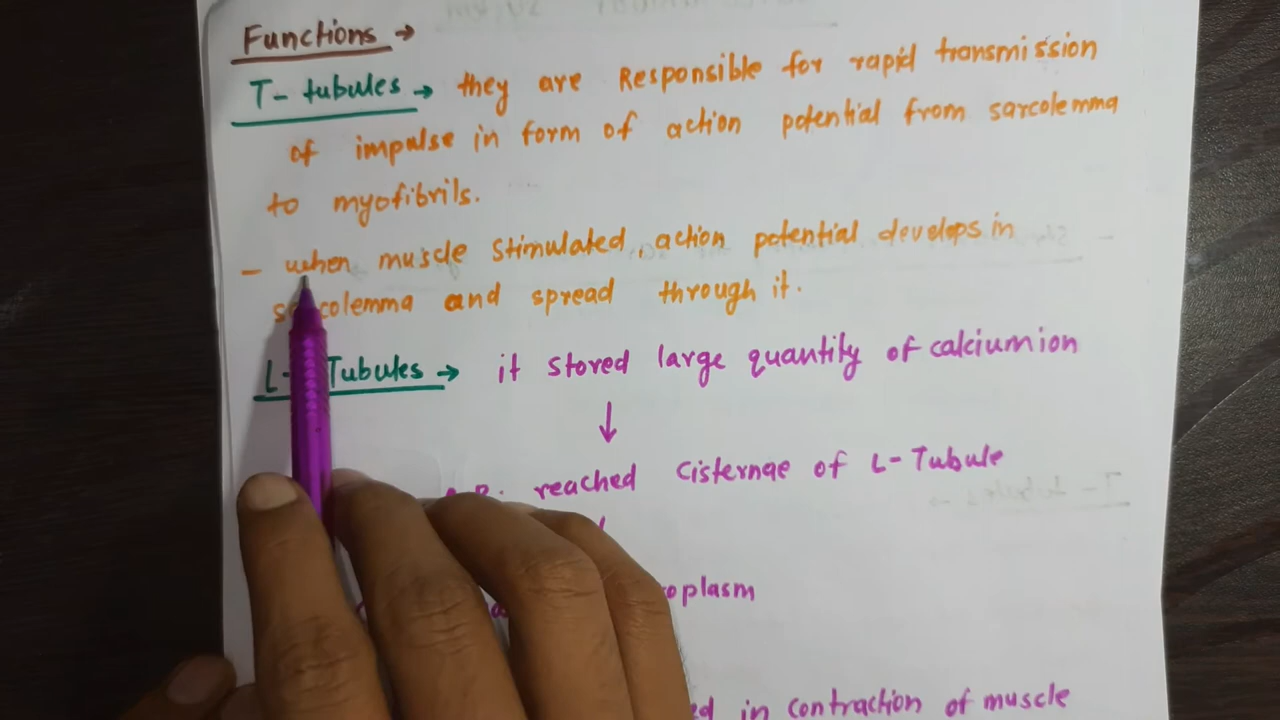 Functions →
T-tubules → they are Responsible for rapid transmission
of impulse in form of action potential from sarcolemma
to myofibrils.
- when muscle stimulated, action potential develops in
sarcolemma and spread through it.
L-Tubules → it stored large quantity of calcium ion
↓
reached Cisternae of L-Tubule
oplasm
ed in contraction of muscle